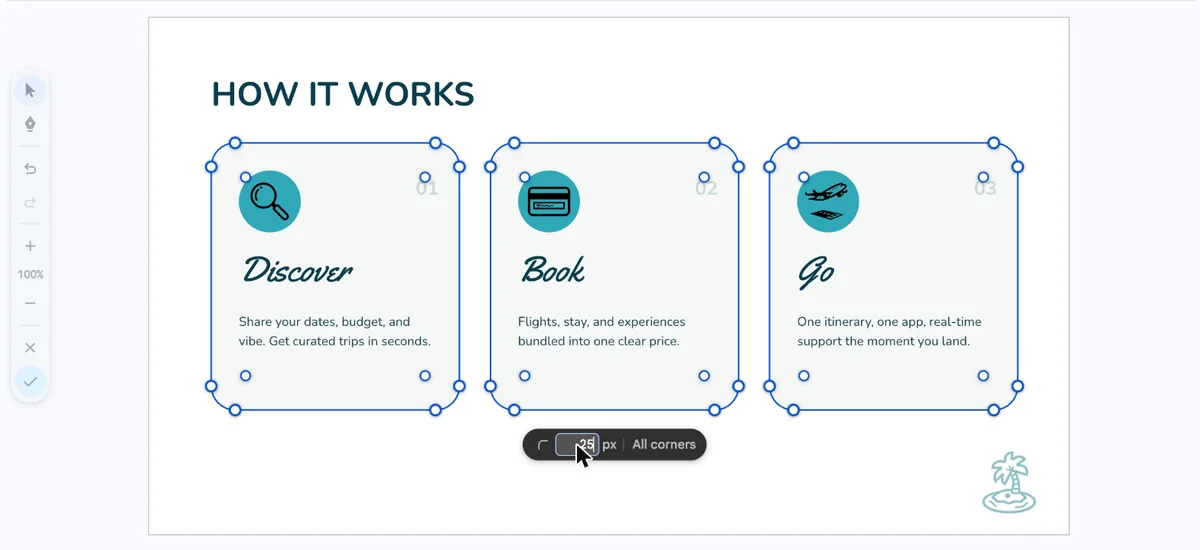 HOW IT WORKS
01
Discover
Share your dates, budget, and
vibe. Get curated trips in seconds.
02
Book
Flights, stay, and experiences
bundled into one clear price.
03
Go
One itinerary, one app, real-time
support the moment you land.
100%
25 px All corners